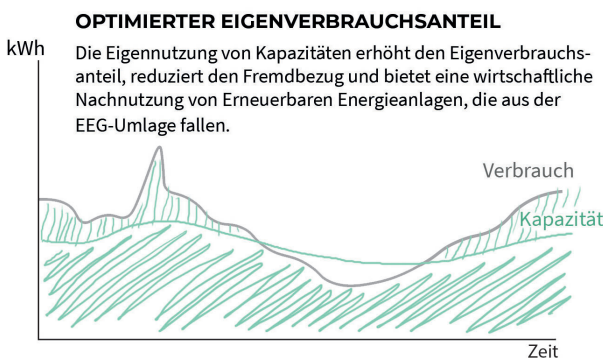 OPTIMIERTER EIGENVERBRAUCHSANTEIL
kWh
Die Eigennutzung von Kapazitäten erhöht den Eigenverbrauchs-
anteil, reduziert den Fremdbezug und bietet eine wirtschaftliche
Nachnutzung von Erneuerbaren Energieanlagen, die aus der
EEG-Umlage fallen.
Verbrauch
Kapazität
Zeit